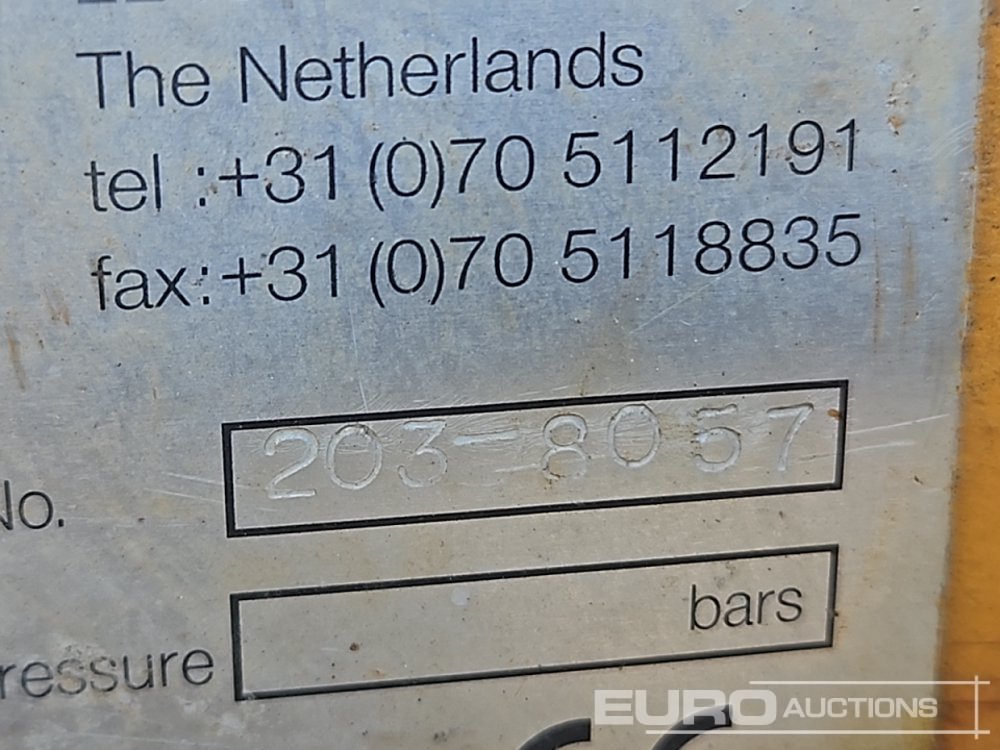 The Netherlands
tel :+31 (0)70 5112191
fax:+31 (0)70 5118835
No. 203-8057
ressure bars
EURO AUCTIONS